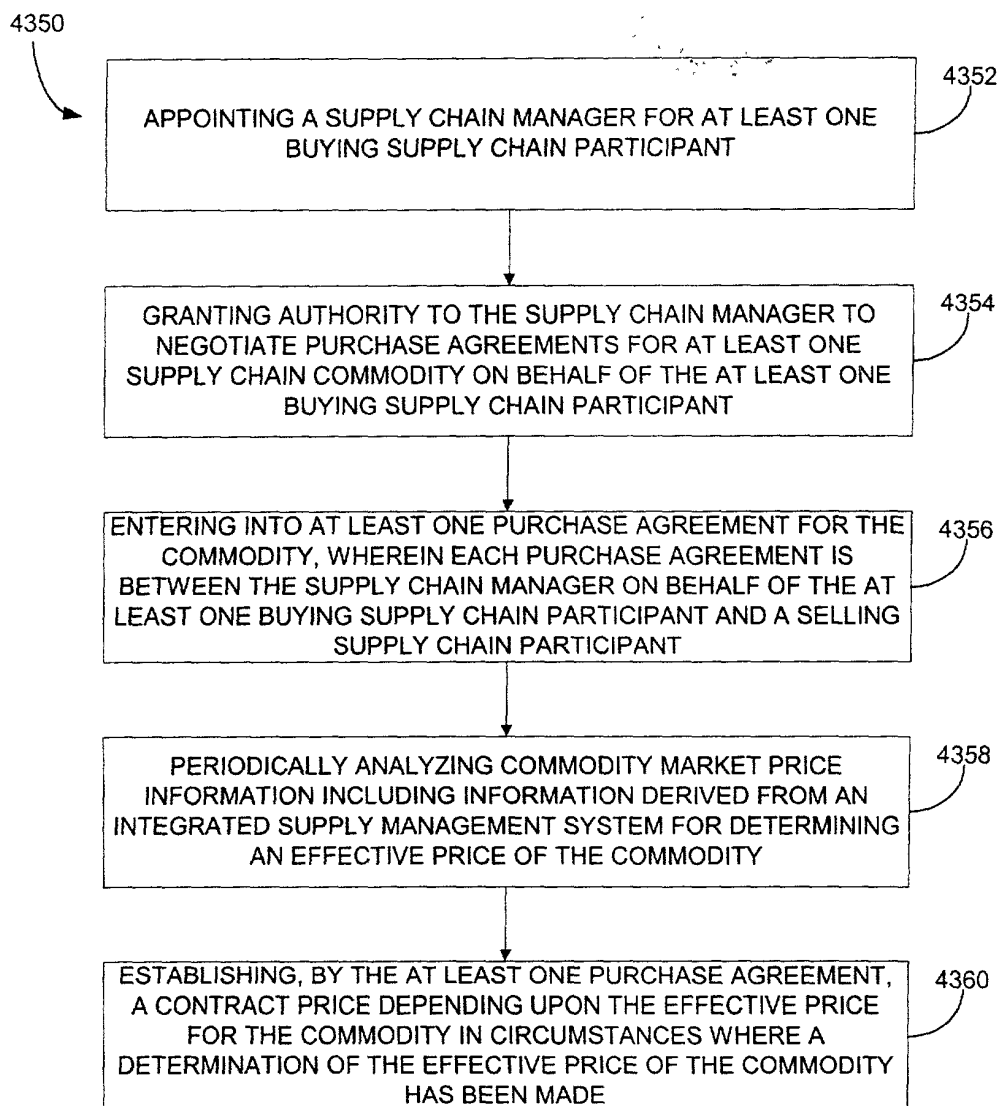 4350
4352
APPOINTING A SUPPLY CHAIN MANAGER FOR AT LEAST ONE
BUYING SUPPLY CHAIN PARTICIPANT
4354
GRANTING AUTHORITY TO THE SUPPLY CHAIN MANAGER TO
NEGOTIATE PURCHASE AGREEMENTS FOR AT LEAST ONE
SUPPLY CHAIN COMMODITY ON BEHALF OF THE AT LEAST ONE
BUYING SUPPLY CHAIN PARTICIPANT
4356
ENTERING INTO AT LEAST ONE PURCHASE AGREEMENT FOR THE
COMMODITY, WHEREIN EACH PURCHASE AGREEMENT IS
BETWEEN THE SUPPLY CHAIN MANAGER ON BEHALF OF THE AT
LEAST ONE BUYING SUPPLY CHAIN PARTICIPANT AND A SELLING
SUPPLY CHAIN PARTICIPANT
4358
PERIODICALLY ANALYZING COMMODITY MARKET PRICE
INFORMATION INCLUDING INFORMATION DERIVED FROM AN
INTEGRATED SUPPLY MANAGEMENT SYSTEM FOR DETERMINING
AN EFFECTIVE PRICE OF THE COMMODITY
4360
ESTABLISHING, BY THE AT LEAST ONE PURCHASE AGREEMENT,
A CONTRACT PRICE DEPENDING UPON THE EFFECTIVE PRICE
FOR THE COMMODITY IN CIRCUMSTANCES WHERE A
DETERMINATION OF THE EFFECTIVE PRICE OF THE COMMODITY
HAS BEEN MADE